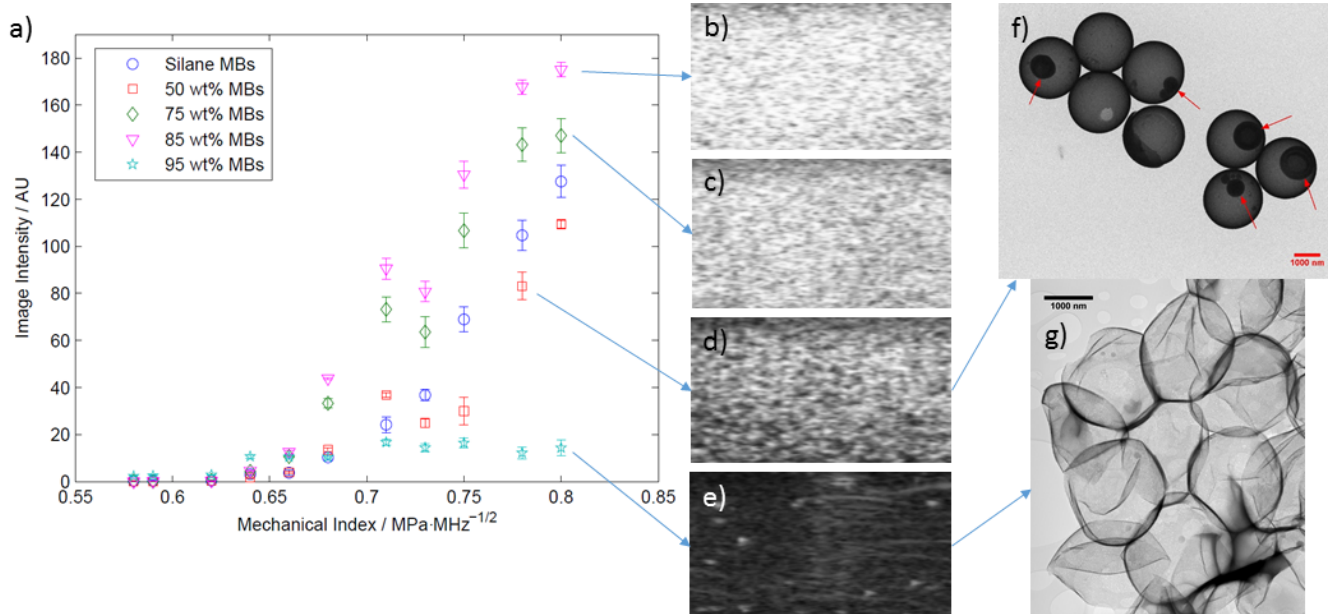 a)
Image Intensity / AU
180
160
140
120
100
80
60
40
20
0
Silane MBs
50 wt% MBs
75 wt% MBs
85 wt% MBs
95 wt% MBs
0.55
0.6
0.65
0.7
0.75
0.8
0.85
Mechanical Index / MPa·MHz−1/2
b)
c)
d)
e)
f)
1000 nm
g)
1000 nm